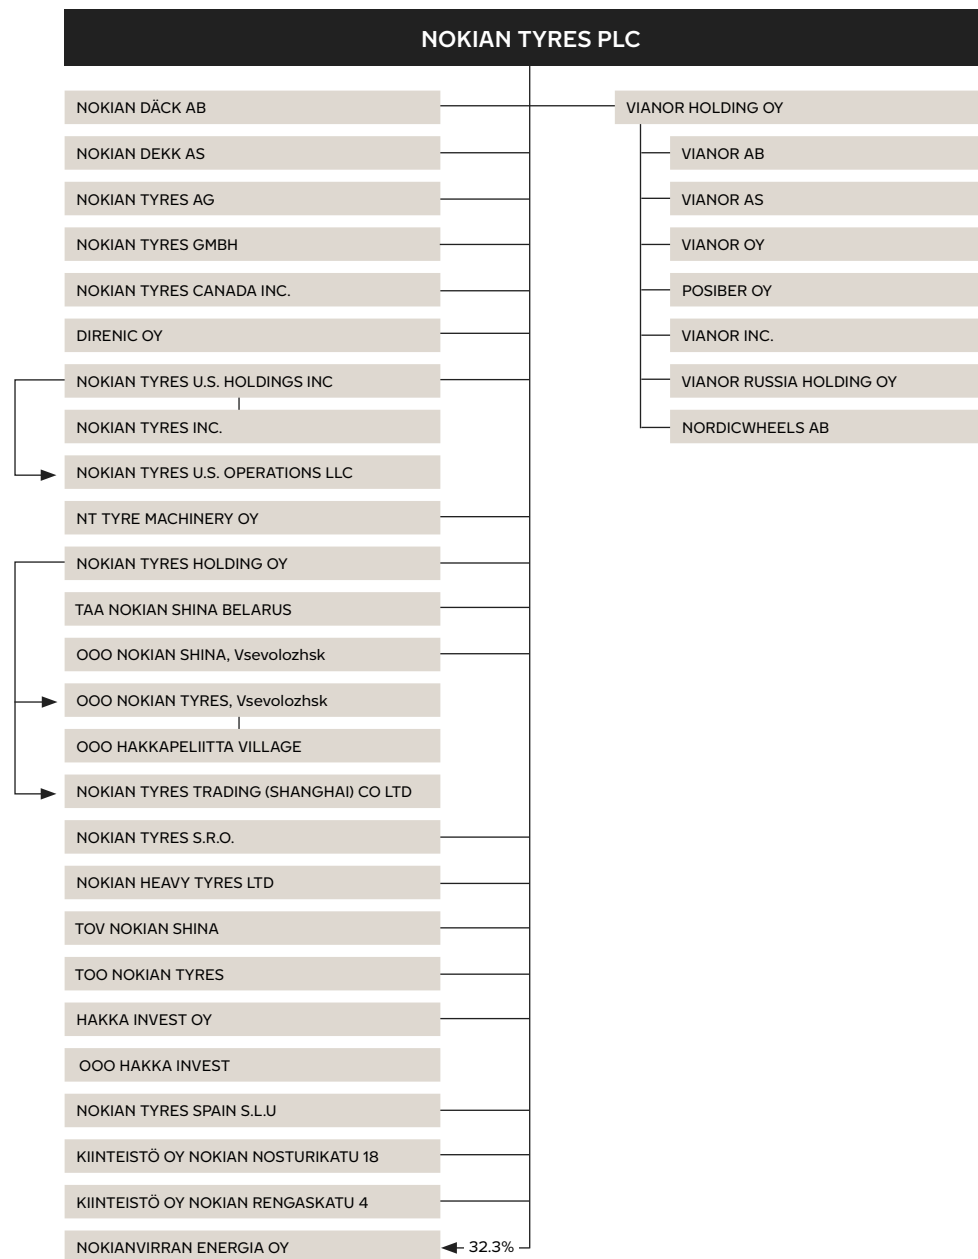 NOKIAN TYRES PLC
NOKIAN DÄCK AB
NOKIAN DEKK AS
NOKIAN TYRES AG
NOKIAN TYRES GMBH
NOKIAN TYRES CANADA INC.
DIRENIC OY
NOKIAN TYRES U.S. HOLDINGS INC
NOKIAN TYRES INC.
NOKIAN TYRES U.S. OPERATIONS LLC
NT TYRE MACHINERY OY
NOKIAN TYRES HOLDING OY
TAA NOKIAN SHINA BELARUS
OOO NOKIAN SHINA, Vsevolozhsk
OOO NOKIAN TYRES, Vsevolozhsk
OOO HAKKAPELIITTA VILLAGE
NOKIAN TYRES TRADING (SHANGHAI) CO LTD
NOKIAN TYRES S.R.O.
NOKIAN HEAVY TYRES LTD
TOV NOKIAN SHINA
TOO NOKIAN TYRES
HAKKA INVEST OY
OOO HAKKA INVEST
NOKIAN TYRES SPAIN S.L.U
KIINTEISTÖ OY NOKIAN NOSTURIKATU 18
KIINTEISTÖ OY NOKIAN RENGASKATU 4
NOKIANVIRRAN ENERGIA OY
32.3%
VIANOR HOLDING OY
VIANOR AB
VIANOR AS
VIANOR OY
POSIBER OY
VIANOR INC.
VIANOR RUSSIA HOLDING OY
NORDICWHEELS AB